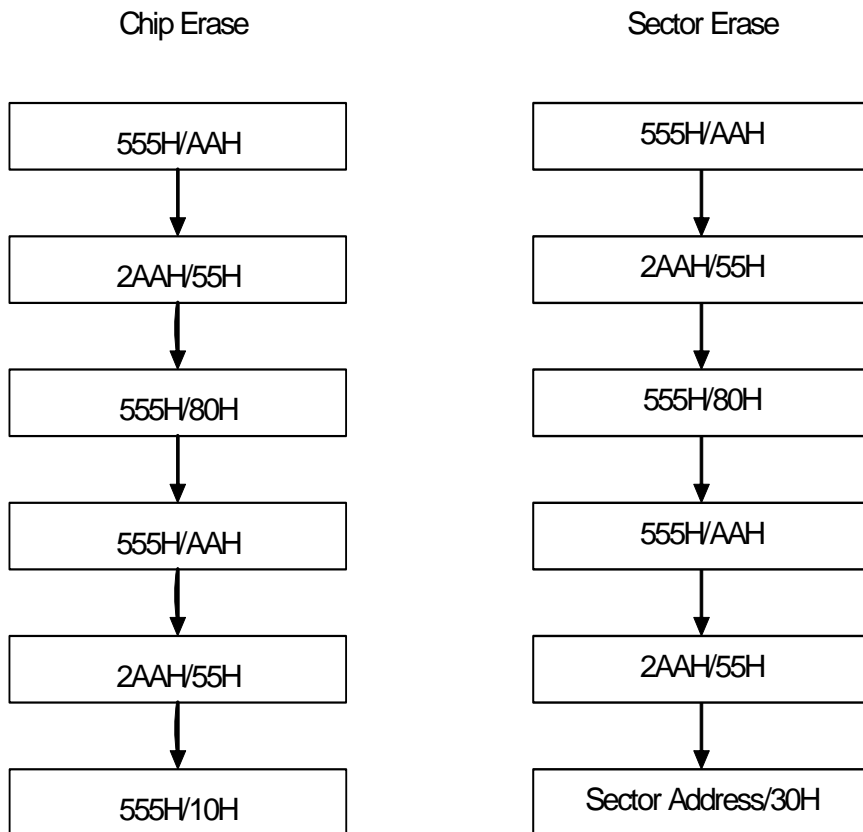 Chip Erase
555H/AAH
2AAH/55H
555H/80H
555H/AAH
2AAH/55H
555H/10H
Sector Erase
555H/AAH
2AAH/55H
555H/80H
555H/AAH
2AAH/55H
Sector Address/30H